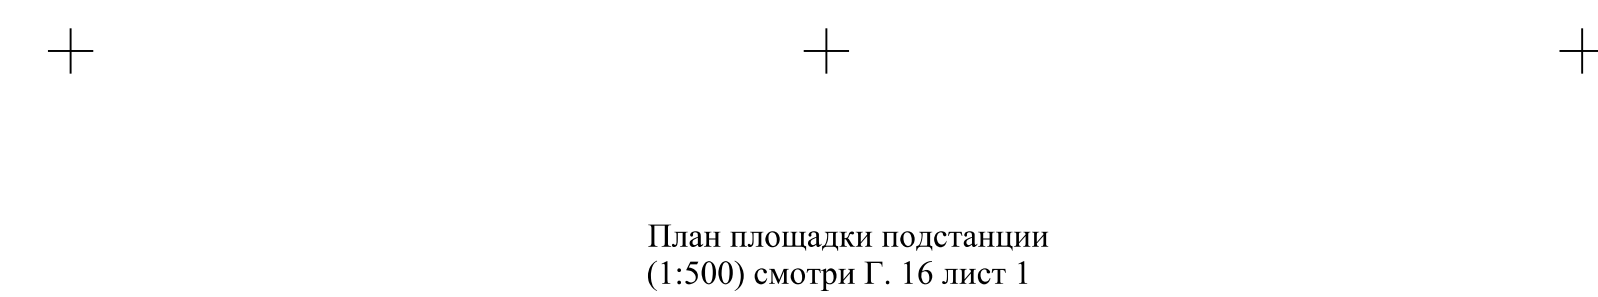 План площадки подстанции
(1:500) смотри Г. 16 лист 1